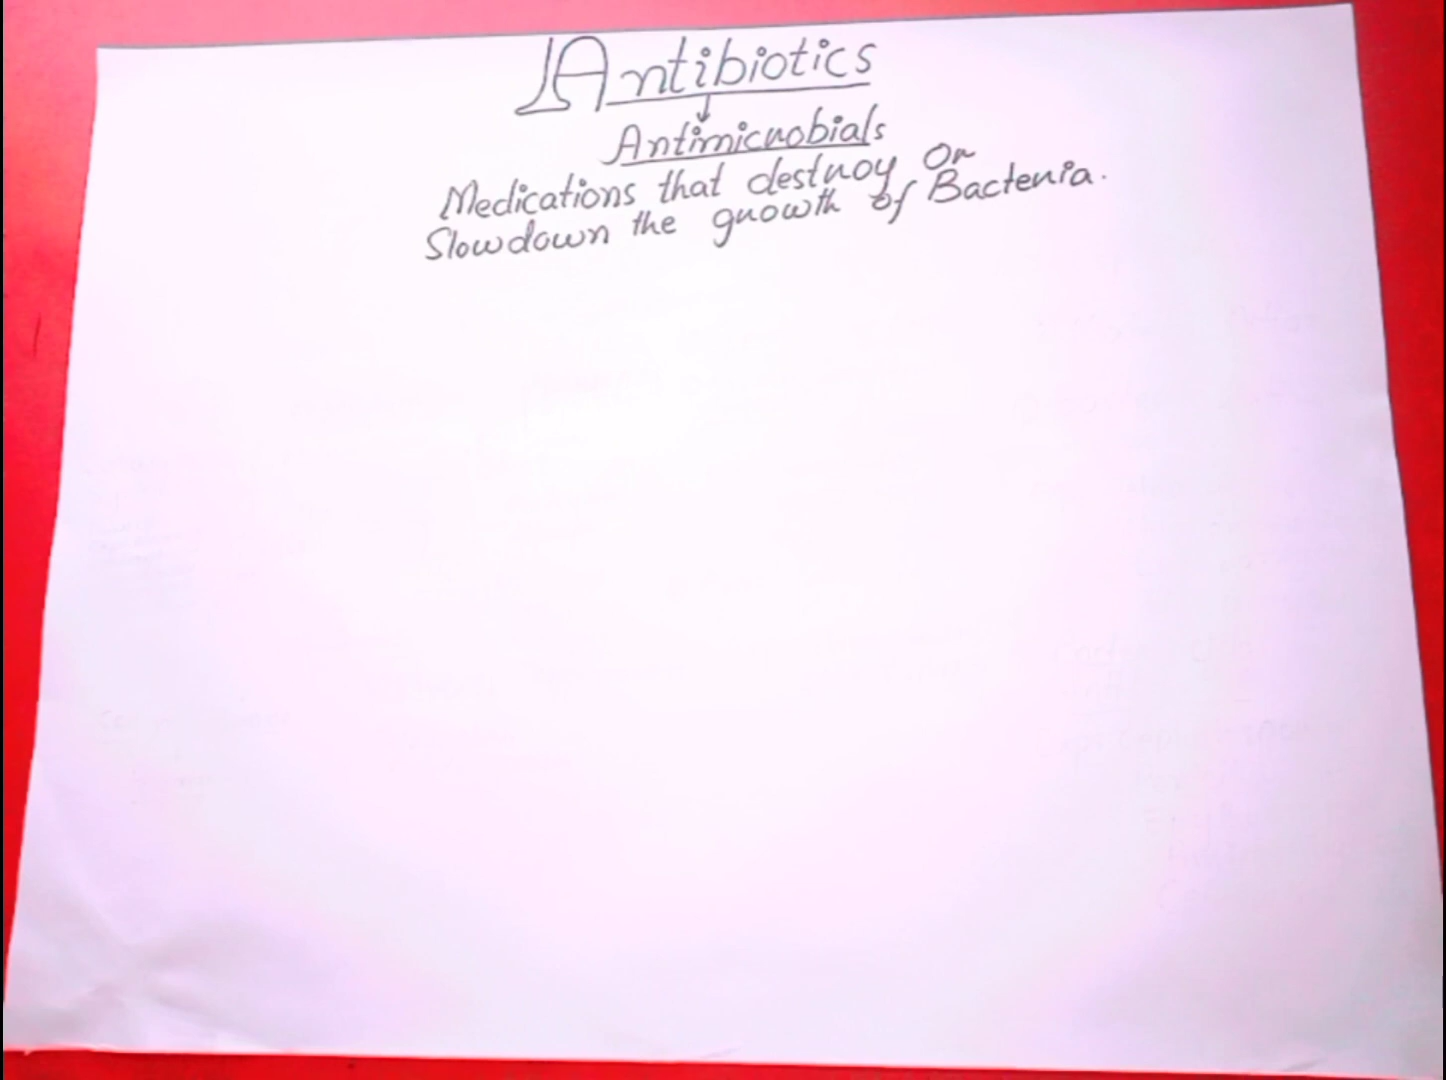 Antibiotics
Antimicrobials
Medications that destroy or
Slowdown the growth of Bacteria.